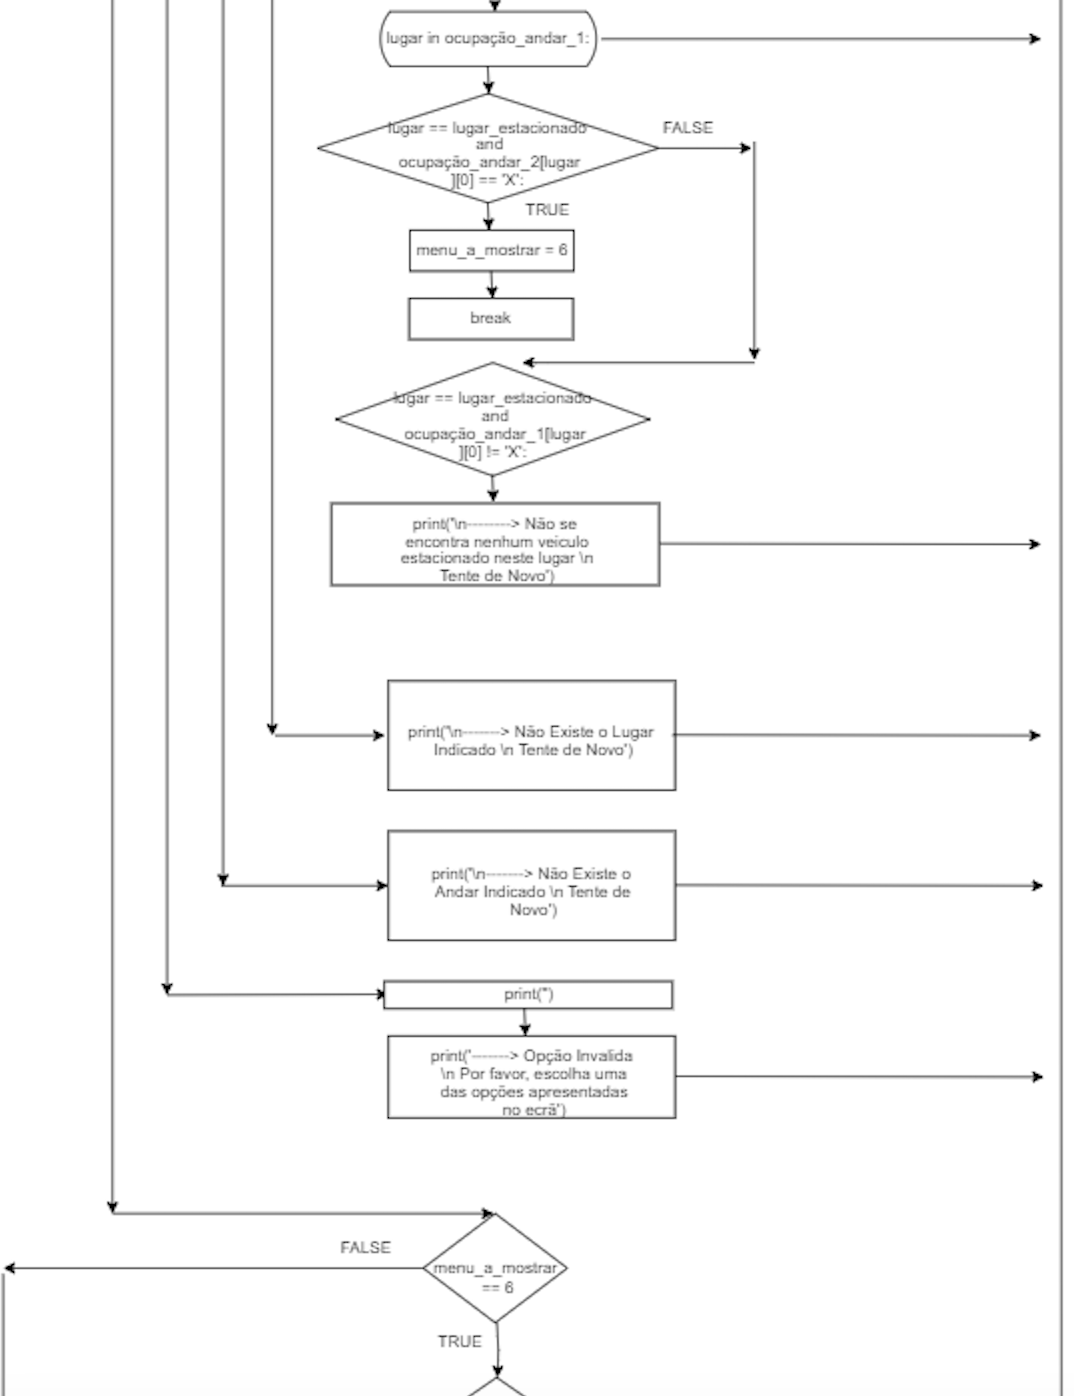 lugar in ocupação_andar_1:
lugar == lugar_estacionado
FALSE
and
ocupação_andar_2[lugar
][0] == 'X':
TRUE
menu_a_mostrar = 6
break
lugar == lugar_estacionado
and
ocupação_andar_1[lugar
][0] != 'X':
print("\n--------> Não se
encontra nenhum veiculo
estacionado neste lugar \n
Tente de Novo")
print("\n-------> Não Existe o Lugar
Indicado \n Tente de Novo")
print("\n-------> Não Existe o
Andar Indicado \n Tente de
Novo")
print('')
print('-------> Opção Invalida
\n Por favor, escolha uma
das opções apresentadas
no ecrã')
FALSE
menu_a_mostrar
== 6
TRUE